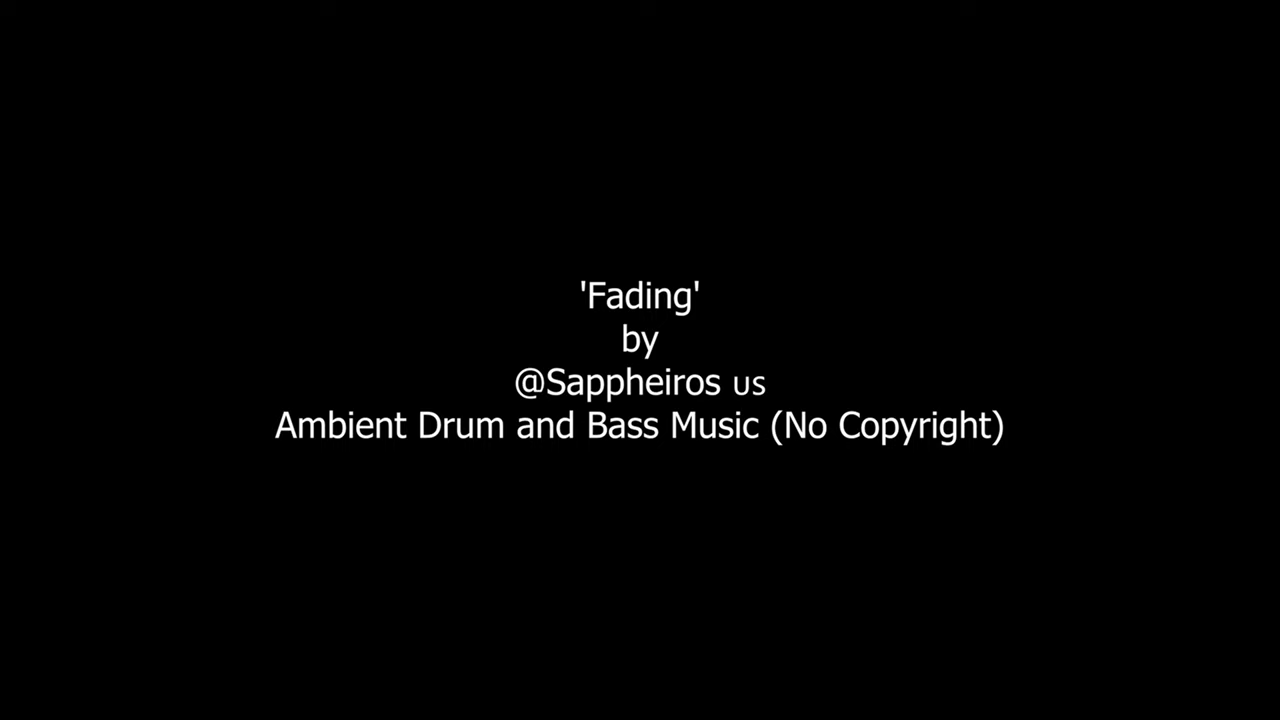 'Fading'
by
@Sappheiros US
Ambient Drum and Bass Music (No Copyright)